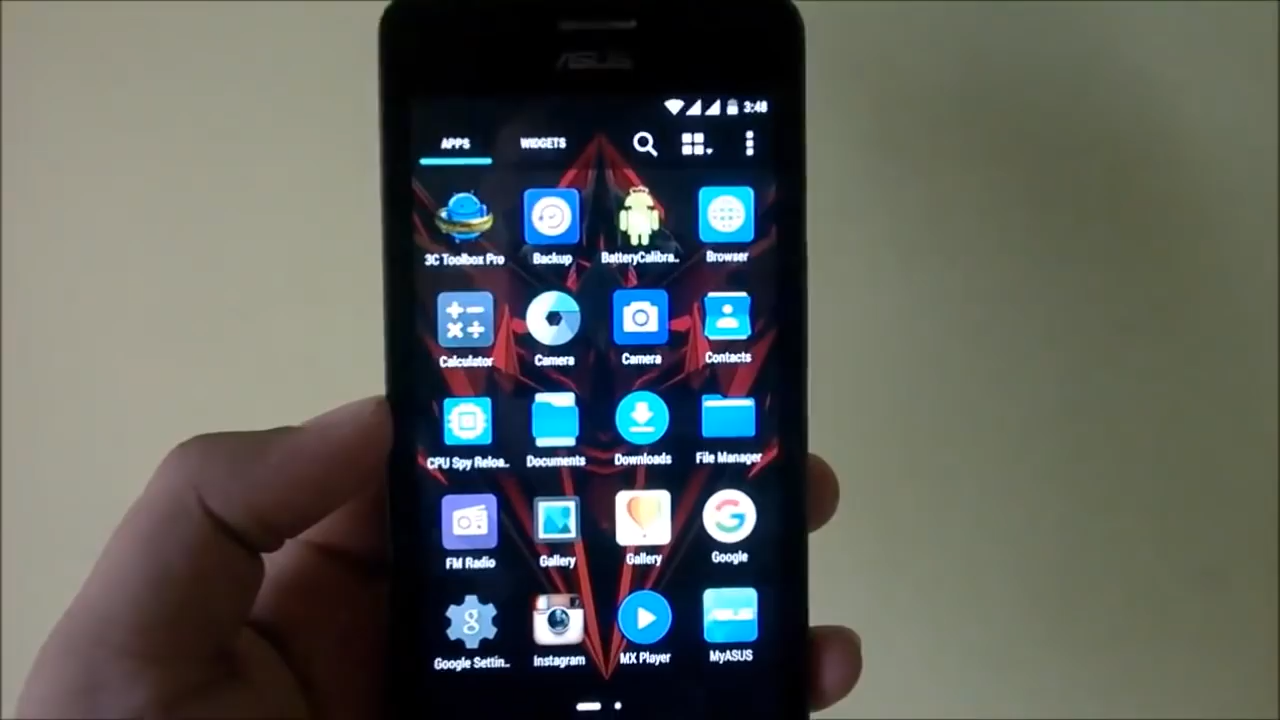 ASUS
3:48
APPS WIDGETS
3C Toolbox Pro Backup BatteryCalibra.. Browser
Calculator Camera Camera Contacts
CPU Spy Reloa.. Documents Downloads File Manager
FM Radio Gallery Gallery Google
Google Settin.. Instagram MX Player MyASUS